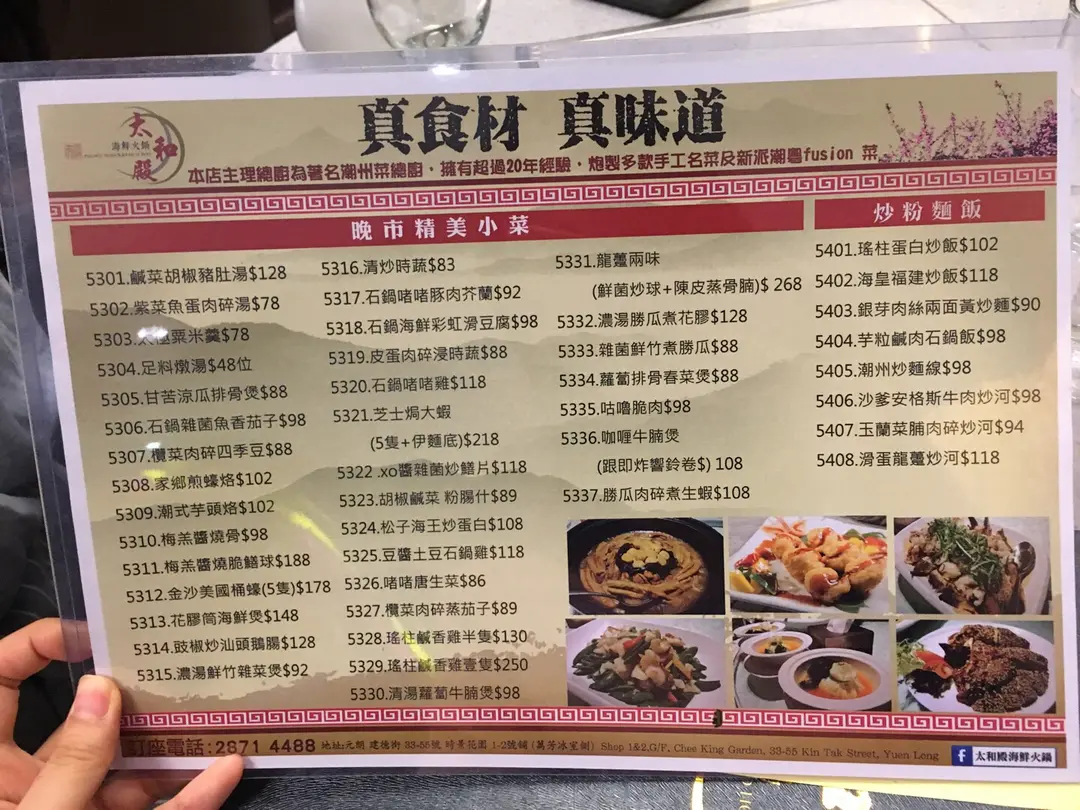 真食材 真味道
太和殿
海鮮火鍋
本店主理總廚為著名潮州菜總廚，擁有超過20年經驗，炮製多款手工名菜及新派潮粵fusion 菜
晚市精美小菜
5301.鹹菜胡椒豬肚湯$128
5302.紫菜魚蛋肉碎湯$78
5303.太極粟米羹$78
5304.足料燉湯$48位
5305.甘苦涼瓜排骨煲$88
5306.石鍋雜菌魚香茄子$98
5307.欖菜肉碎四季豆$88
5308.家鄉煎蠔烙$102
5309.潮式芋頭烙$102
5310.梅羔醬燒骨$98
5311.梅羔醬燒脆鱔球$188
5312.金沙美國桶蠔(5隻)$178
5313.花膠筒海鮮煲$148
5314.豉椒炒汕頭鵝腸$128
5315.濃湯鮮竹雜菜煲$92
5316.清炒時蔬$83
5317.石鍋啫啫豚肉芥蘭$92
5318.石鍋海鮮彩虹滑豆腐$98
5319.皮蛋肉碎浸時蔬$88
5320.石鍋啫啫雞$118
5321.芝士焗大蝦
(5隻+伊麵底)$218
5322 .xo醬雜菌炒鱔片$118
5323.胡椒鹹菜 粉腸什$89
5324.松子海王炒蛋白$108
5325.豆醬土豆石鍋雞$118
5326.啫啫唐生菜$86
5327.欖菜肉碎蒸茄子$89
5328.瑤柱鹹香雞半隻$130
5329.瑤柱鹹香雞壹隻$250
5330.清湯蘿蔔牛腩煲$98
5331.龍躉兩味
(鮮菌炒球+陳皮蒸骨腩)$ 268
5332.濃湯勝瓜煮花膠$128
5333.雜菌鮮竹煮勝瓜$88
5334.蘿蔔排骨春菜煲$88
5335.咕嚕脆肉$98
5336.咖喱牛腩煲
(跟即炸響鈴卷$) 108
5337.勝瓜肉碎煮生蝦$108
炒粉麵飯
5401.瑤柱蛋白炒飯$102
5402.海皇福建炒飯$118
5403.銀芽肉絲兩面黃炒麵$90
5404.芋粒鹹肉石鍋飯$98
5405.潮州炒麵線$98
5406.沙爹安格斯牛肉炒河$98
5407.玉蘭菜脯肉碎炒河$94
5408.滑蛋龍躉炒河$118
訂座電話:2871 4488 地址:元朗 建德街 33-55號 時景花園 1-2號舖 (萬芳冰室側) Shop 1&2,G/F, Chee King Garden, 33-55 Kin Tak Street, Yuen Long
f 太和殿海鮮火鍋